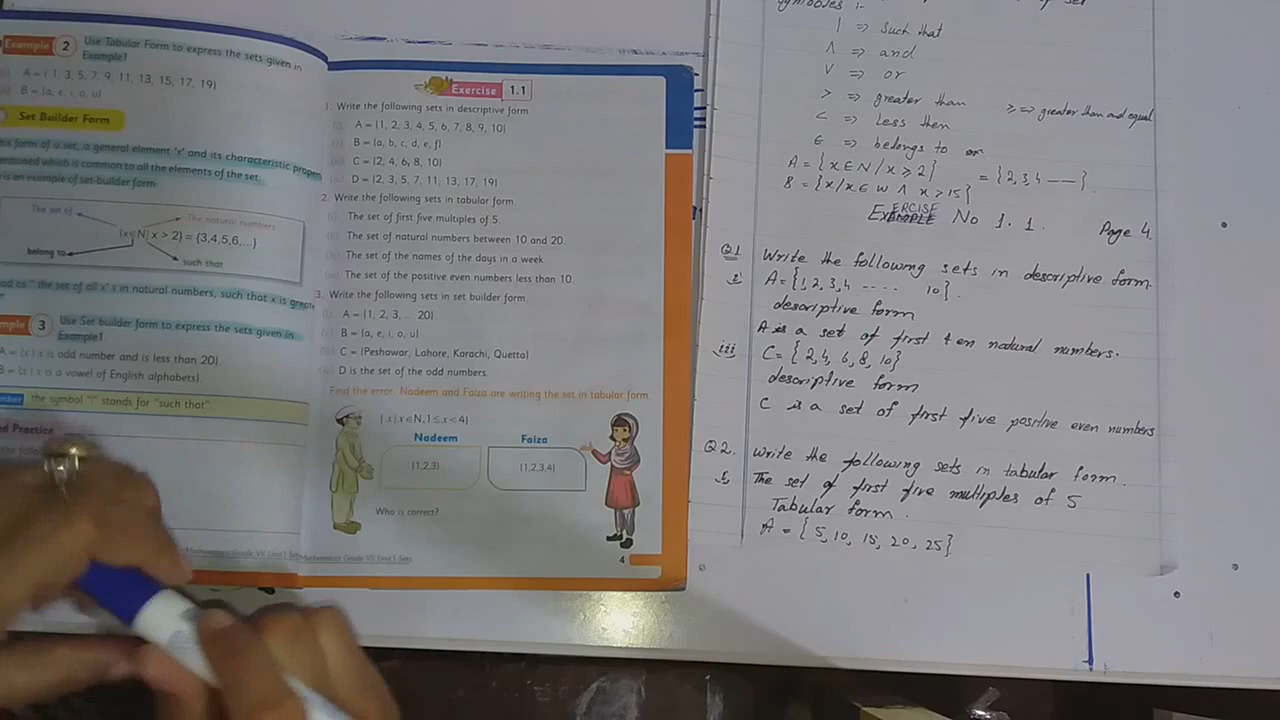 Example 2 Use Tabular Form to express the sets given in
Example1
A = { 1, 3, 5, 7, 9, 11, 13, 15, 17, 19}
B = {a, e, i, o, u}
Set Builder Form
form of a set, a general element 'x' and its characteristic
which is common to all the elements of the set.
is an example of set-builder form
The set of
The natural numbers
{x∈N| x > 2} = {3,4,5,6,...}
belong to
such that
ad as " the set of all x' s in natural numbers, such that x is
mple 3 Use Set builder form to express the sets given in
Example1
A = {x | x is odd number and is less than 20}
B = {x | x is a vowel of English alphabets}
mber the symbol "|" stands for "such that"
ed Practice
Mathematics Grade VII Unit 1
Exercise 1.1
1. Write the following sets in descriptive form
A = {1, 2, 3, 4, 5, 6, 7, 8, 9, 10}
B = {a, b, c, d, e, f}
C = {2, 4, 6, 8, 10}
D = {2, 3, 5, 7, 11, 13, 17, 19}
2. Write the following sets in tabular form.
The set of first five multiples of 5.
The set of natural numbers between 10 and 20.
The set of the names of the days in a week.
The set of the positive even numbers less than 10
3. Write the following sets in set builder form.
A = {1, 2, 3,... 20}
B = {a, e, i, o, u}
C = {Peshawar, Lahore, Karachi, Quetta}
D is the set of the odd numbers.
Find the error. Nadeem and Faiza are writing the set in tabular form
{x | x ∈ N, 1 ≤ x < 4}
Nadeem Faiza
{1,2,3} {1,2,3,4}
Who is correct?
Mathematics Grade VII Unit 1 Sets
4
| => Such that
Λ => and
V => or
> => greater than ≥ => greater than and equal
< => Less then
∈ => belongs to
A = {x ∈ N / x ≥ 2} = {2, 3, 4 ---}
B = {x / x ∈ W Λ x > 15}
EXERCISE No 1. 1 Page 4.
Q1 Write the following sets in descriptive form.
i A = {1, 2, 3, 4 ..... 10}.
descriptive form
A is a set of first ten natural numbers.
iii C = {2, 4, 6, 8, 10}
descriptive form
C is a set of first five positive even numbers
Q2. Write the following sets in tabular form.
i, The set of first five multiples of 5
Tabular form.
A = {5, 10, 15, 20, 25}